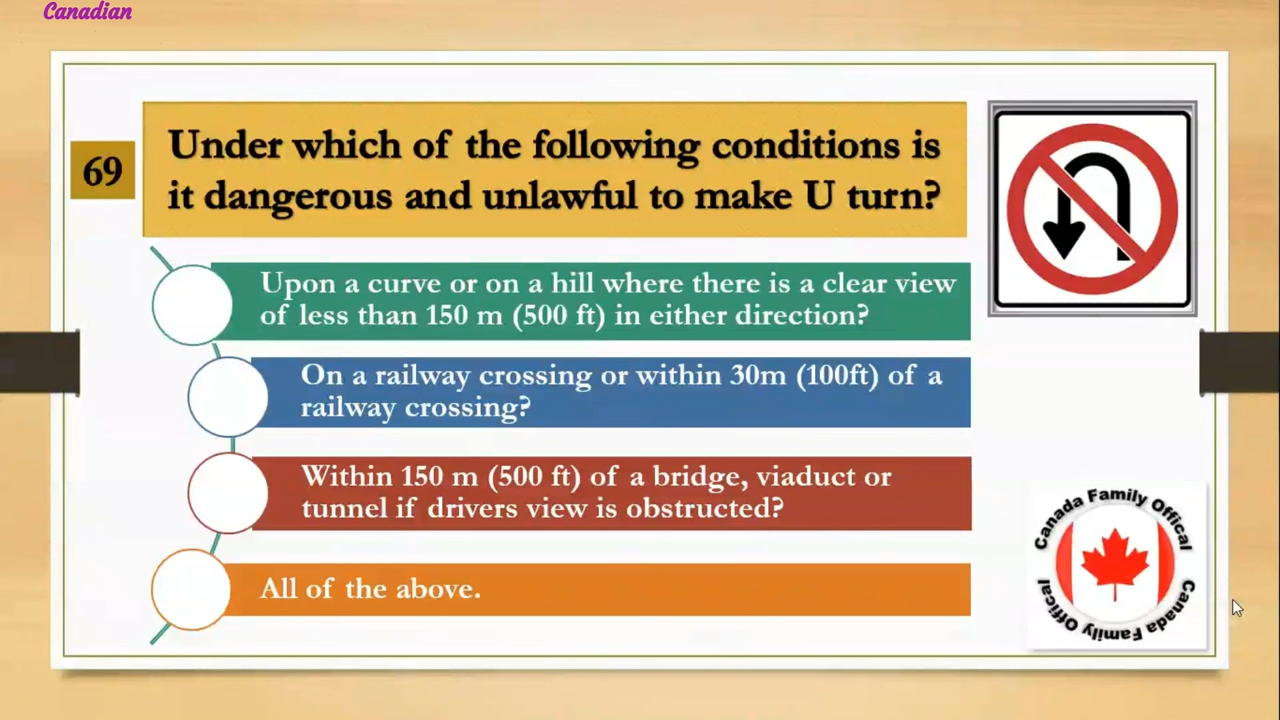 Canadian
69
Under which of the following conditions is
it dangerous and unlawful to make U turn?
Upon a curve or on a hill where there is a clear view
of less than 150 m (500 ft) in either direction?
On a railway crossing or within 30m (100ft) of a
railway crossing?
Within 150 m (500 ft) of a bridge, viaduct or
tunnel if drivers view is obstructed?
All of the above.
Canada Family Offical
Canada Family Offical